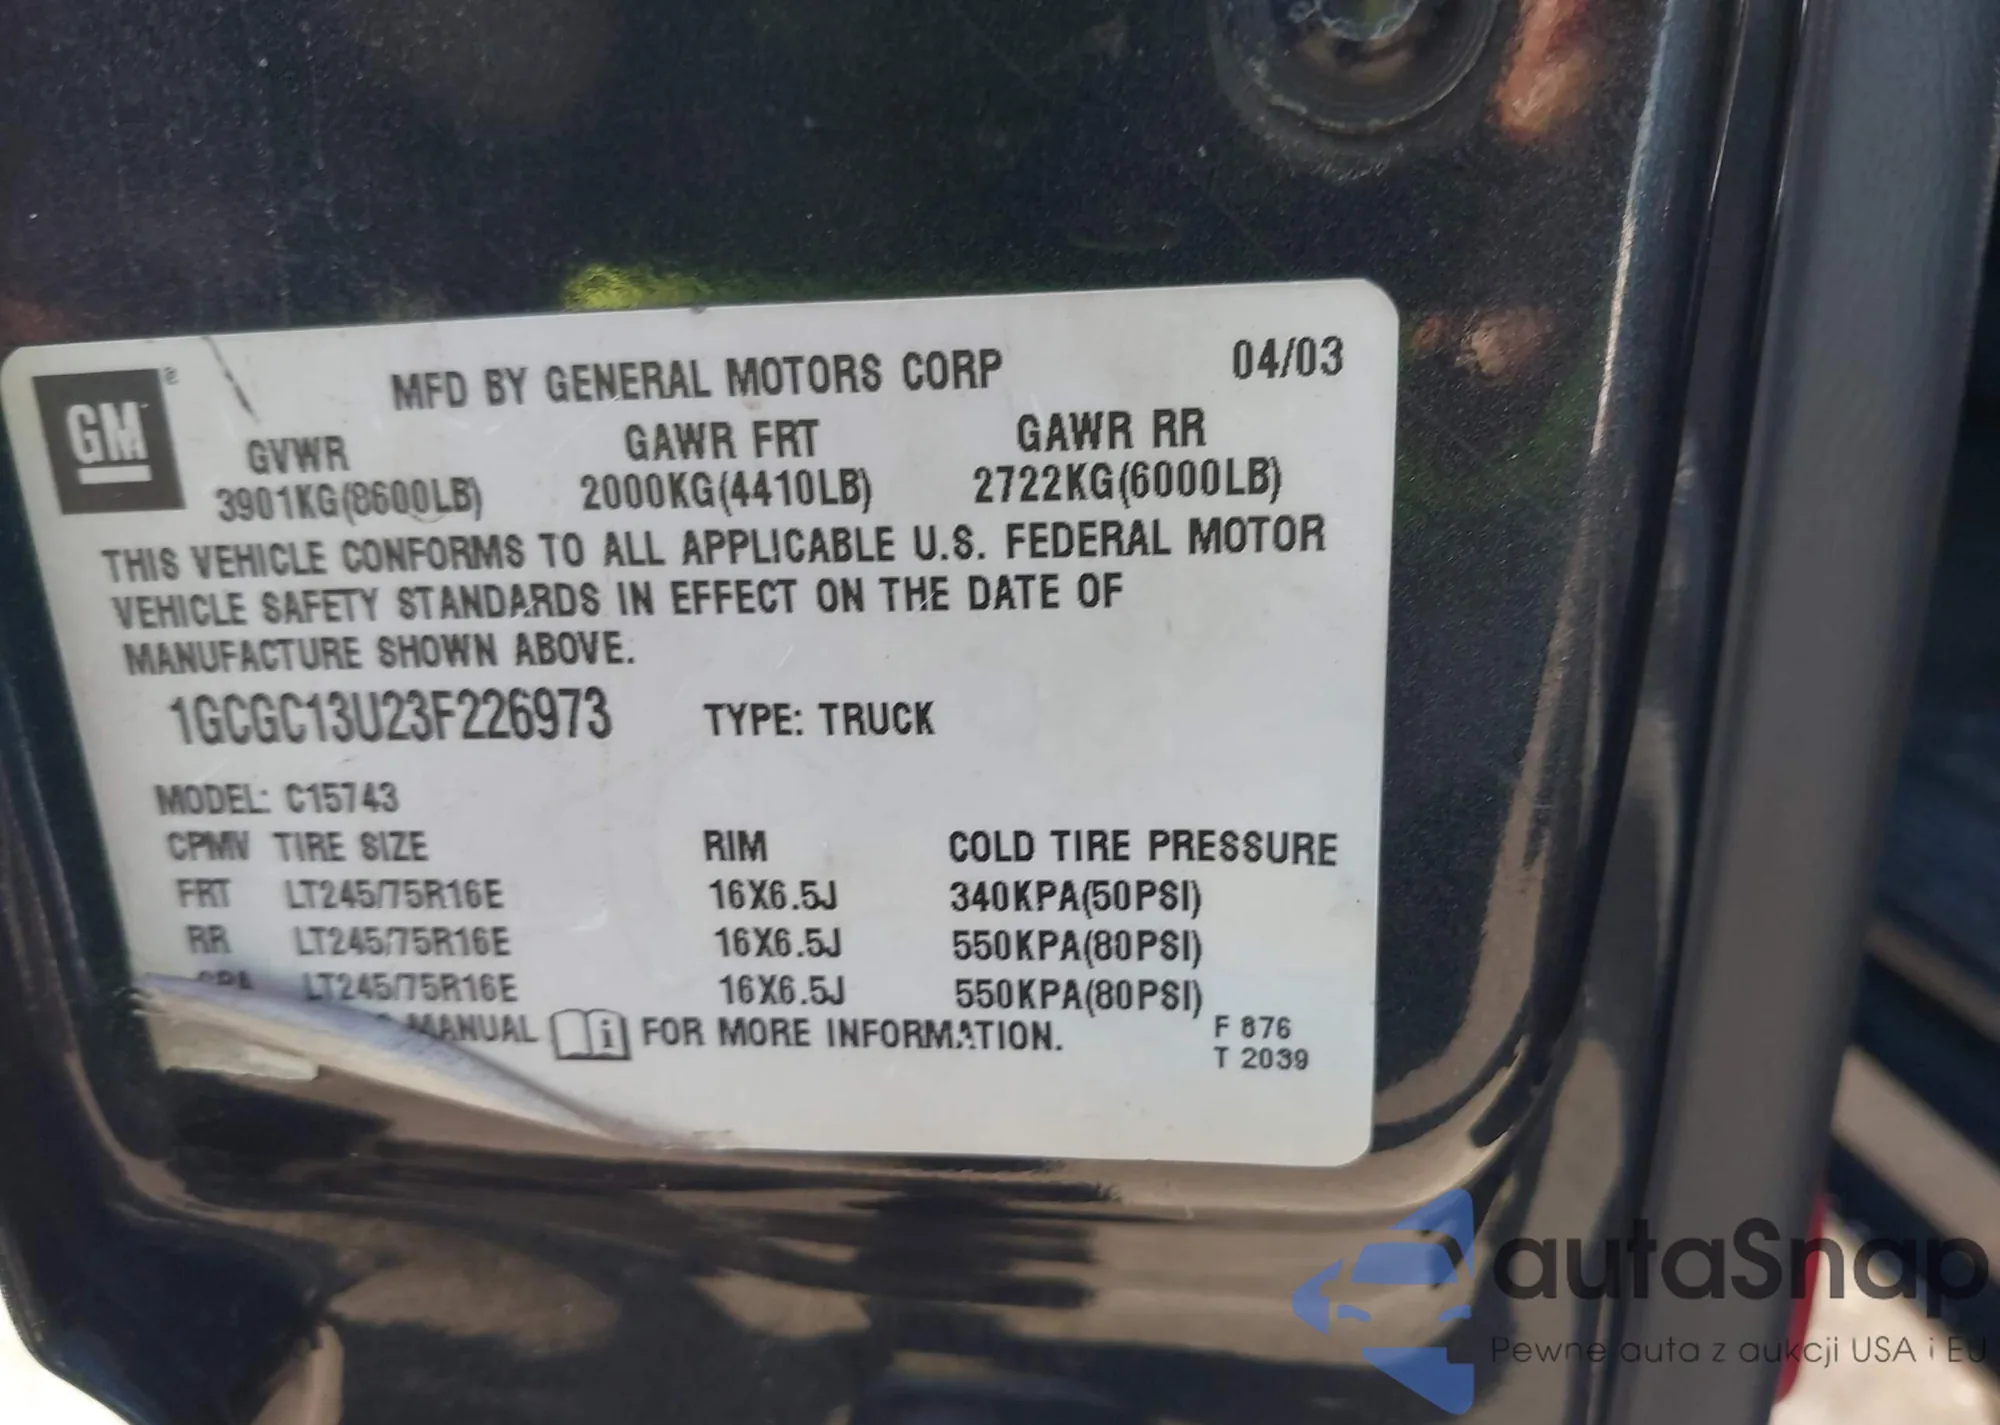 GM
MFD BY GENERAL MOTORS CORP 04/03
GVWR GAWR FRT GAWR RR
3901KG(8600LB) 2000KG(4410LB) 2722KG(6000LB)
THIS VEHICLE CONFORMS TO ALL APPLICABLE U.S. FEDERAL MOTOR
VEHICLE SAFETY STANDARDS IN EFFECT ON THE DATE OF
MANUFACTURE SHOWN ABOVE.
1GCGC13U23F226973 TYPE: TRUCK
MODEL: C15743
CPMV TIRE SIZE RIM COLD TIRE PRESSURE
FRT LT245/75R16E 16X6.5J 340KPA(50PSI)
RR LT245/75R16E 16X6.5J 550KPA(80PSI)
LT245/75R16E 16X6.5J 550KPA(80PSI)
MANUAL FOR MORE INFORMATION.
F 876
T 2039
autaSnap
Pewne auta z aukcji USA i EU